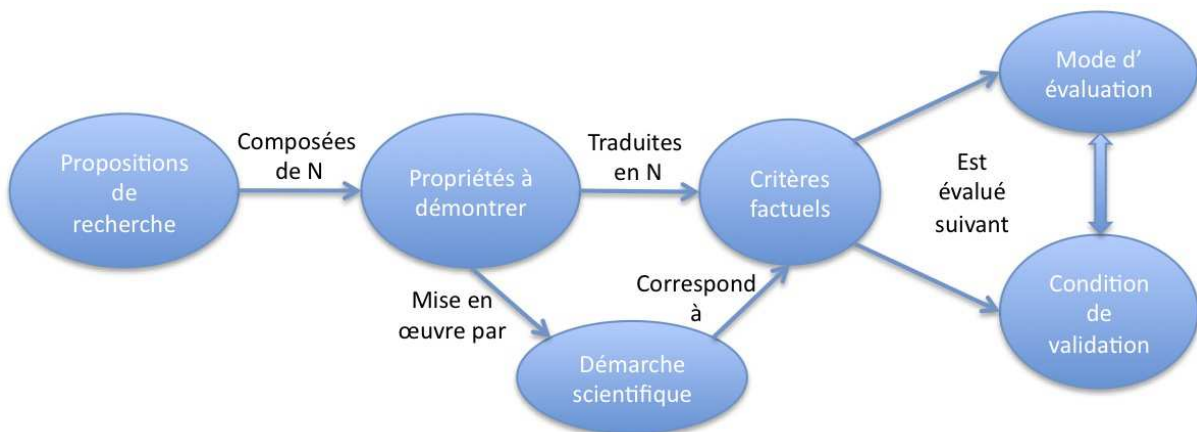 Propositions
de
recherche
Composées
de N
Propriétés à
démontrer
Traduites
en N
Critères
factuels
Mode d'
évaluation
Est
évalué
suivant
Condition
de
validation
Mise en
œuvre par
Démarche
scientifique
Correspond
à